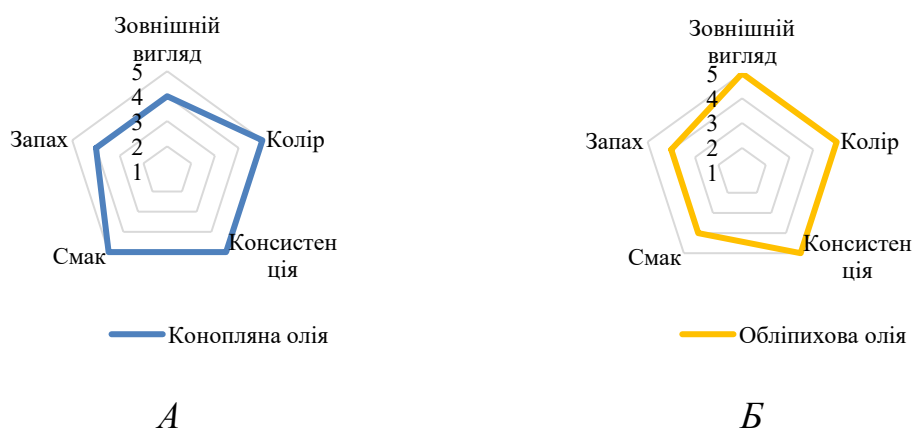 Зовнішній
вигляд
5
4
3
2
1
Запах
Колір
Смак
Консистен
ція
Конопляна олія
А
Зовнішній
вигляд
5
4
3
2
1
Запах
Колір
Смак
Консистен
ція
Обліпихова олія
Б